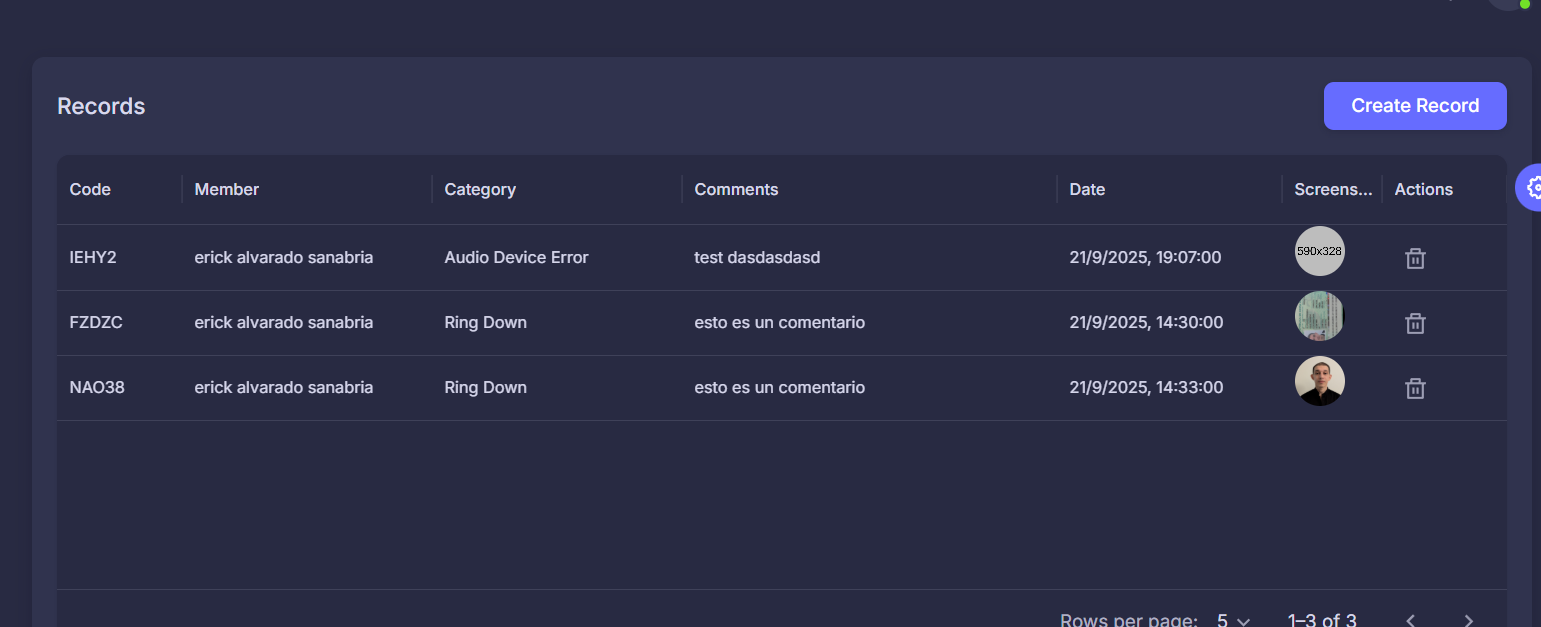 Records
Create Record
Code Member Category Comments Date Screens... Actions
IEHY2 erick alvarado sanabria Audio Device Error test dasdasdasd 21/9/2025, 19:07:00 590x328
FZDZC erick alvarado sanabria Ring Down esto es un comentario 21/9/2025, 14:30:00
NAO38 erick alvarado sanabria Ring Down esto es un comentario 21/9/2025, 14:33:00
Rows per page: 5 1–3 of 3